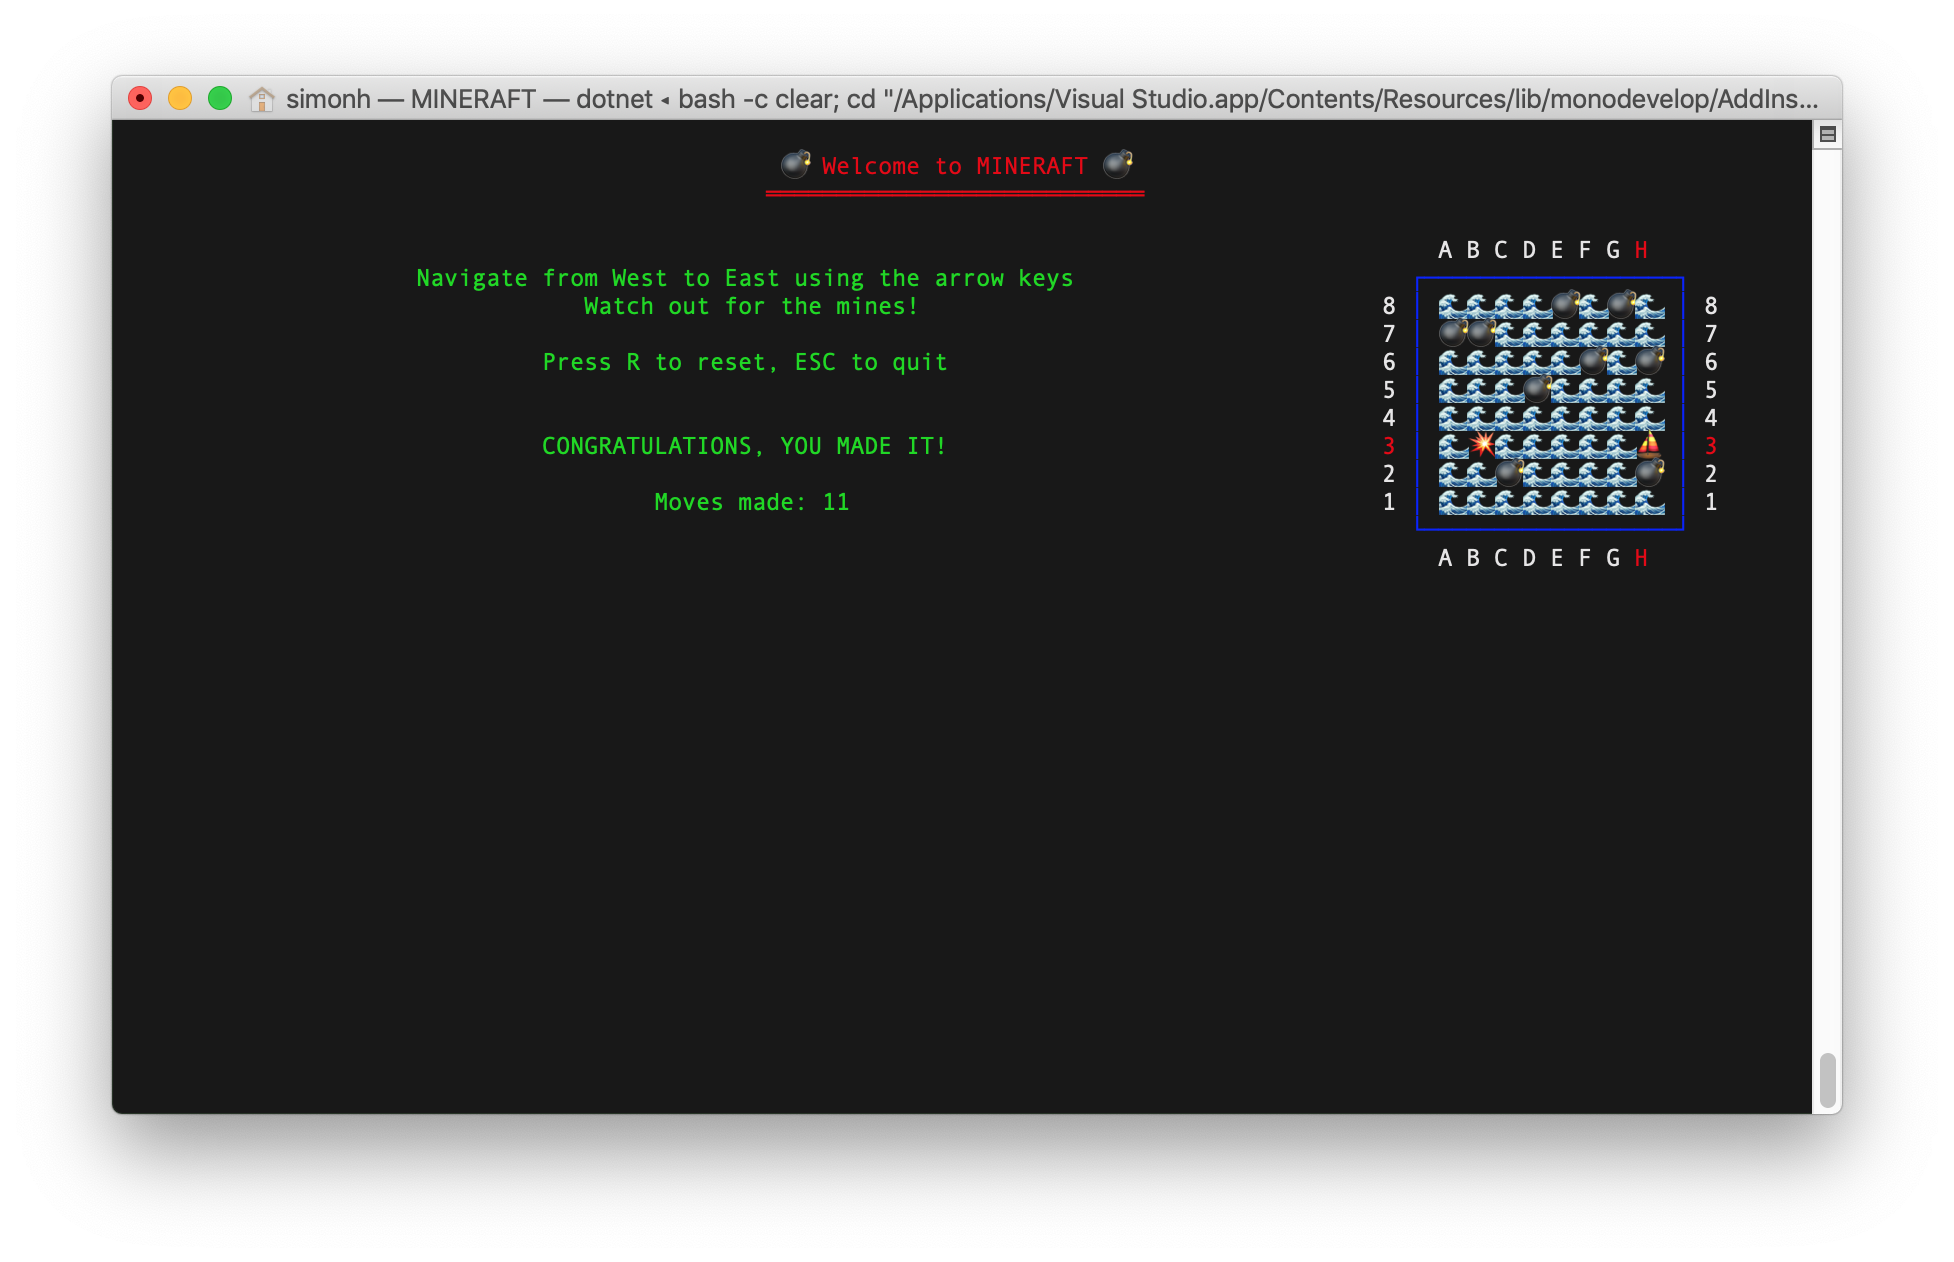 simonh — MINERAFT — dotnet ◂ bash -c clear; cd "/Applications/Visual Studio.app/Contents/Resources/lib/monodevelop/AddIns...
Welcome to MINERAFT
Navigate from West to East using the arrow keys
Watch out for the mines!
Press R to reset, ESC to quit
CONGRATULATIONS, YOU MADE IT!
Moves made: 11
A B C D E F G H
8 8
7 7
6 6
5 5
4 4
3 3
2 2
1 1
A B C D E F G H